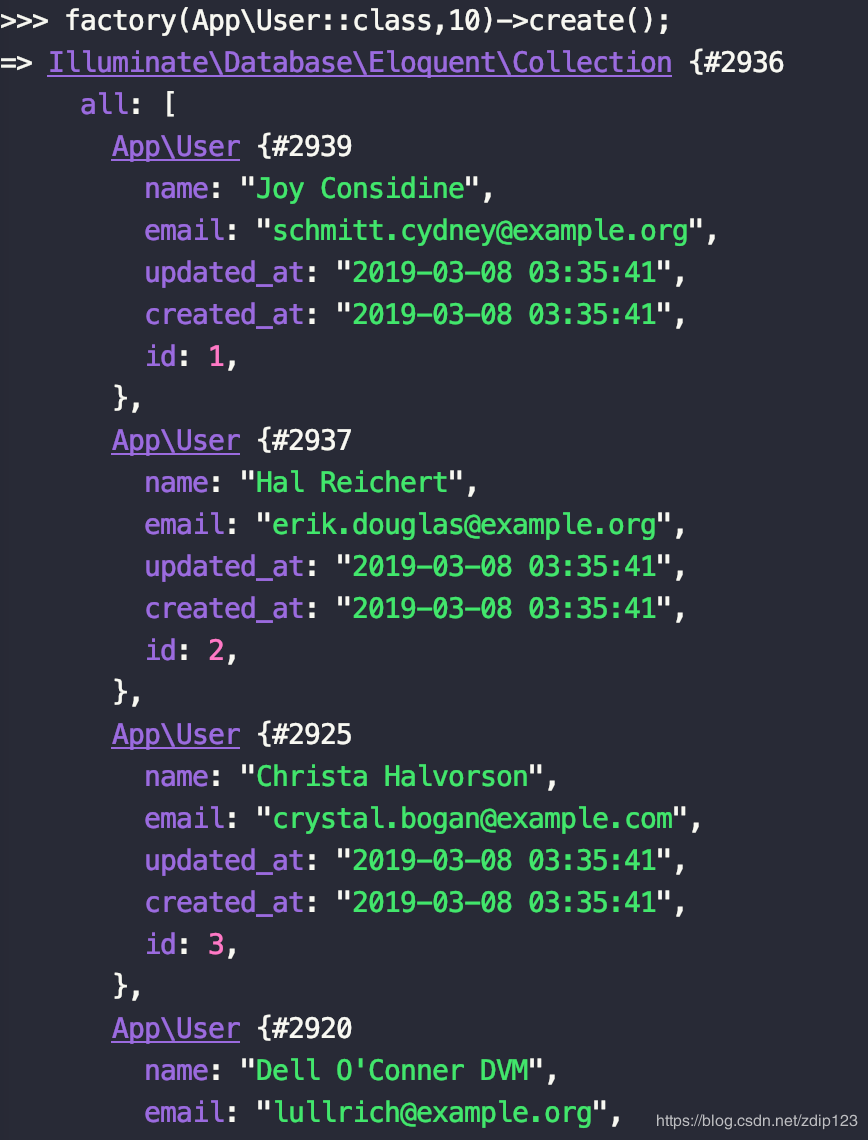 >>> factory(App\User::class,10)->create();
=> Illuminate\Database\Eloquent\Collection {#2936
     all: [
       App\User {#2939
         name: "Joy Considine",
         email: "schmitt.cydney@example.org",
         updated_at: "2019-03-08 03:35:41",
         created_at: "2019-03-08 03:35:41",
         id: 1,
       },
       App\User {#2937
         name: "Hal Reichert",
         email: "erik.douglas@example.org",
         updated_at: "2019-03-08 03:35:41",
         created_at: "2019-03-08 03:35:41",
         id: 2,
       },
       App\User {#2925
         name: "Christa Halvorson",
         email: "crystal.bogan@example.com",
         updated_at: "2019-03-08 03:35:41",
         created_at: "2019-03-08 03:35:41",
         id: 3,
       },
       App\User {#2920
         name: "Dell O'Conner DVM",
         email: "lullrich@example.org",
https://blog.csdn.net/zdip123